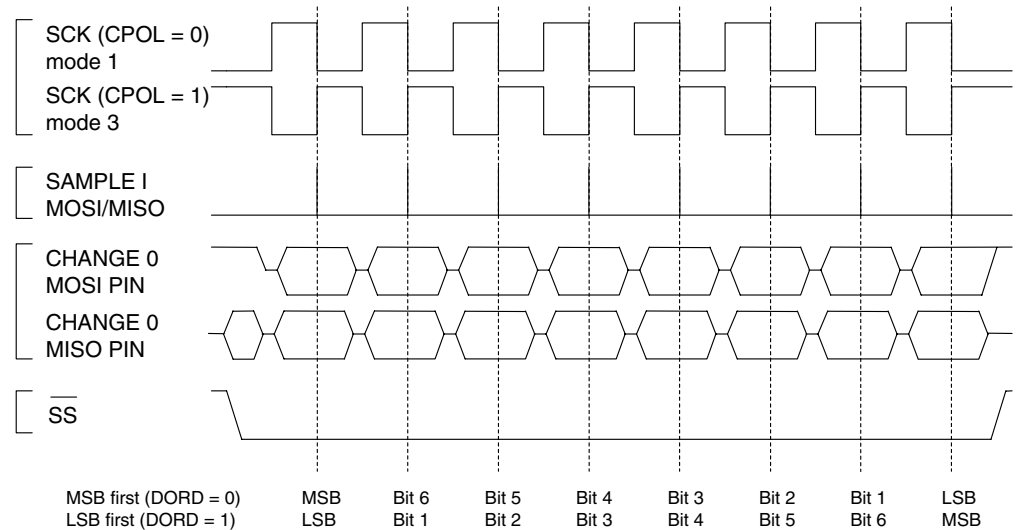 SCK (CPOL = 0)
mode 1
SCK (CPOL = 1)
mode 3
SAMPLE I
MOSI/MISO
CHANGE 0
MOSI PIN
CHANGE 0
MISO PIN
SS
MSB first (DORD = 0) MSB Bit 6 Bit 5 Bit 4 Bit 3 Bit 2 Bit 1 LSB
LSB first (DORD = 1) LSB Bit 1 Bit 2 Bit 3 Bit 4 Bit 5 Bit 6 MSB